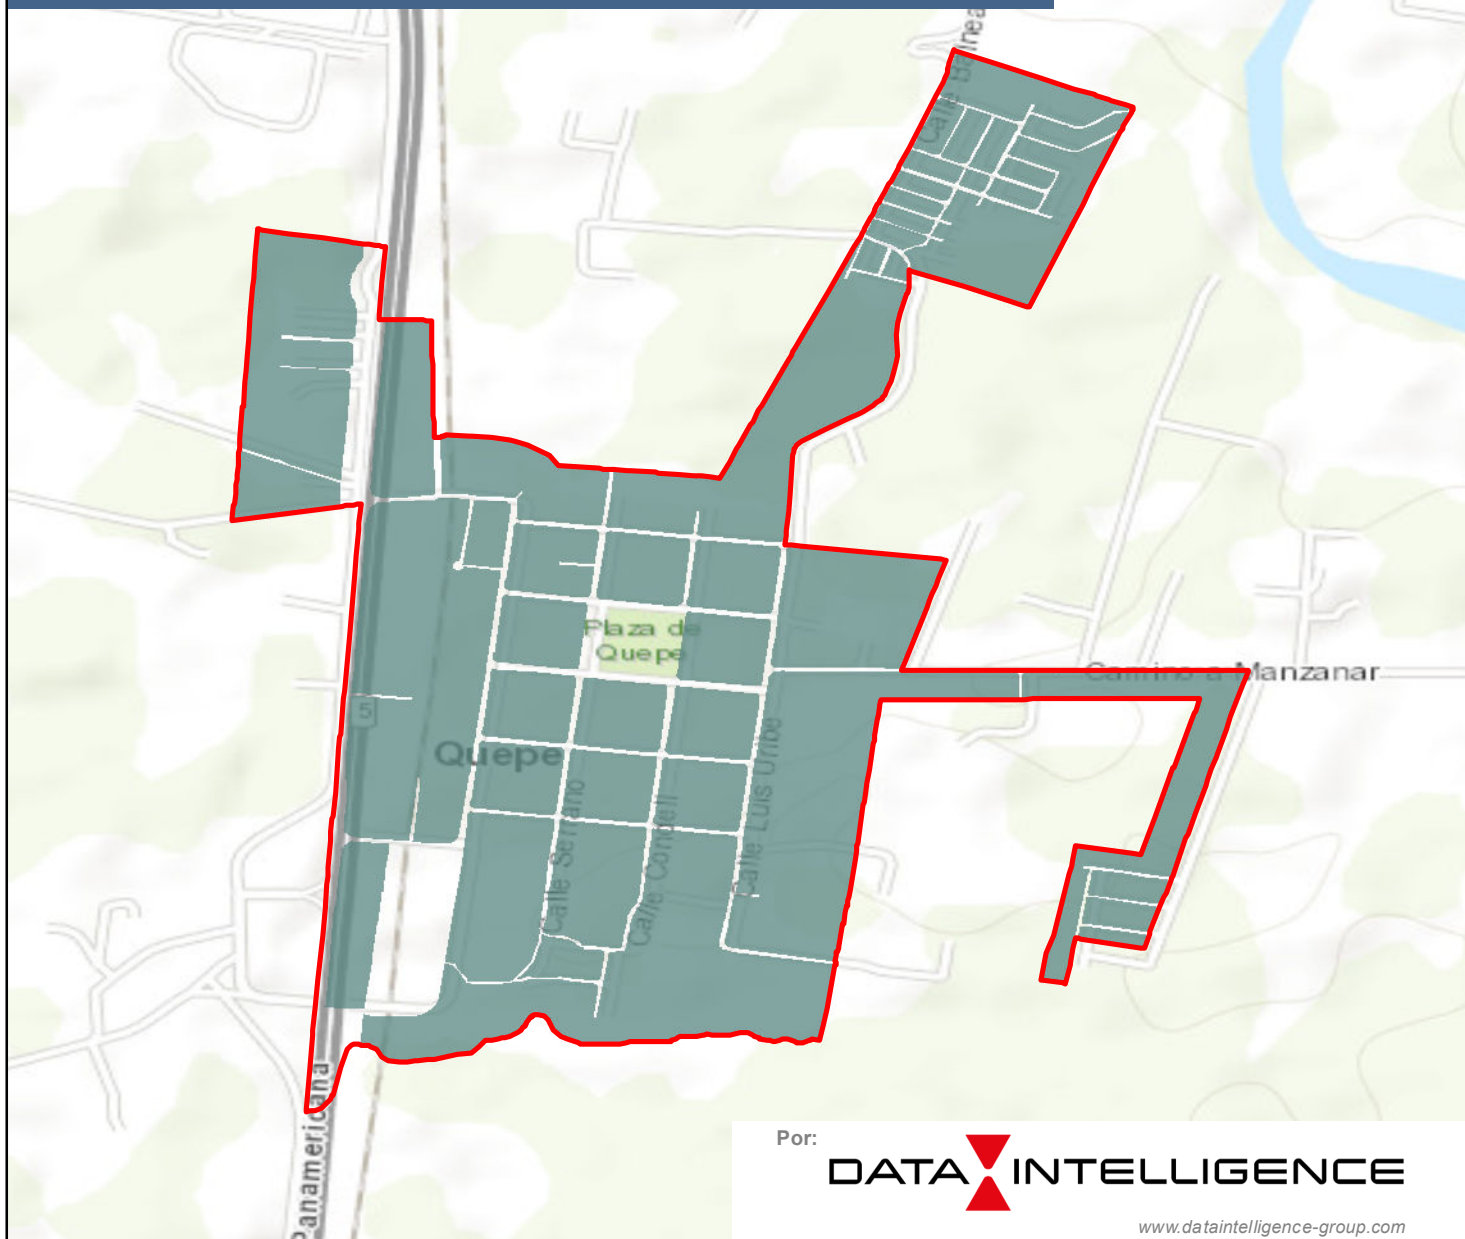 Calle Balnea
Plaza de
Quepe
Camino a Manzanar
5
Quepe
Calle Serrano
Calle Condell
Calle Luis Uribe
Panamericana
Por:
DATA INTELLIGENCE
www.dataintelligence-group.com